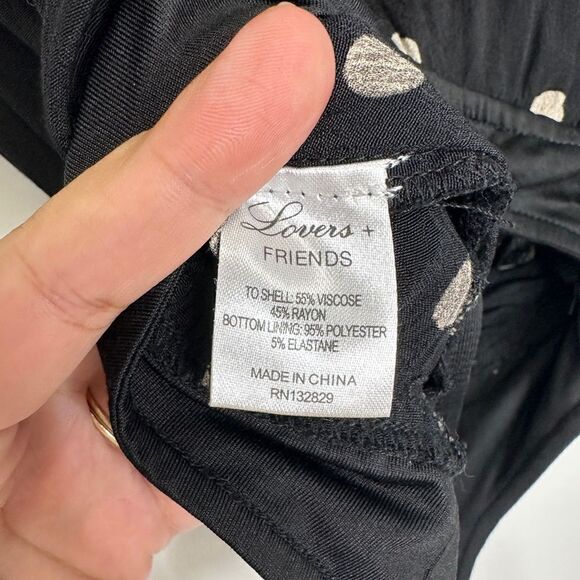 Lovers +
FRIENDS
TO SHELL: 55% VISCOSE
45% RAYON
BOTTOM LINING: 95% POLYESTER
5% ELASTANE
MADE IN CHINA
RN132829